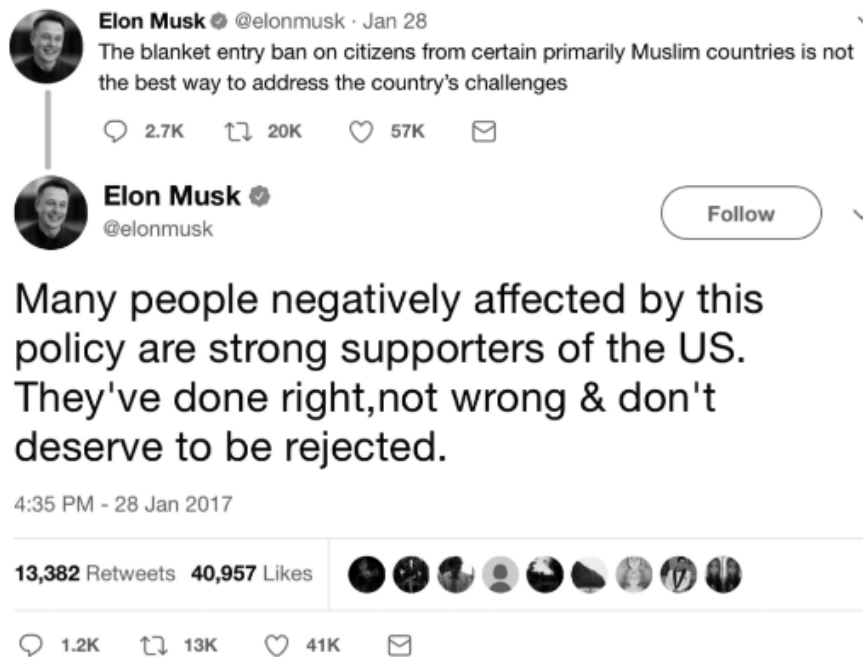 Elon Musk @elonmusk · Jan 28
The blanket entry ban on citizens from certain primarily Muslim countries is not
the best way to address the country's challenges
2.7K 20K 57K
Elon Musk
@elonmusk
Follow
Many people negatively affected by this
policy are strong supporters of the US.
They've done right,not wrong & don't
deserve to be rejected.
4:35 PM - 28 Jan 2017
13,382 Retweets 40,957 Likes
1.2K 13K 41K